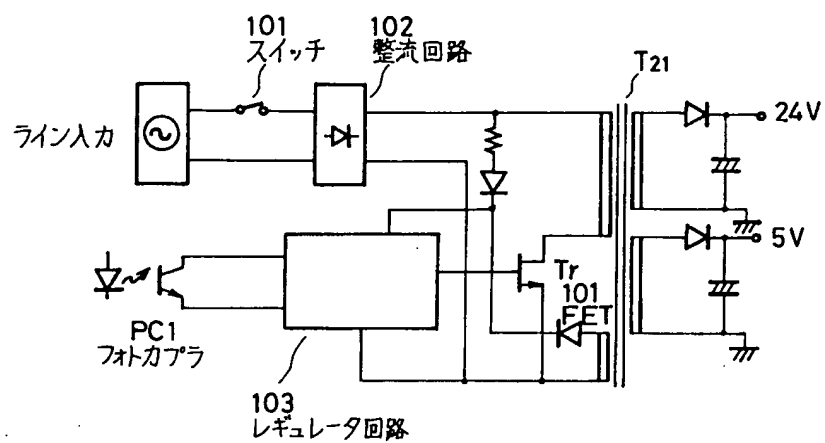 101
スイッチ
102
整流回路
T21
ライン入力
24V
5V
Tr
101
FET
PC1
フォトカプラ
103
レギュレータ回路